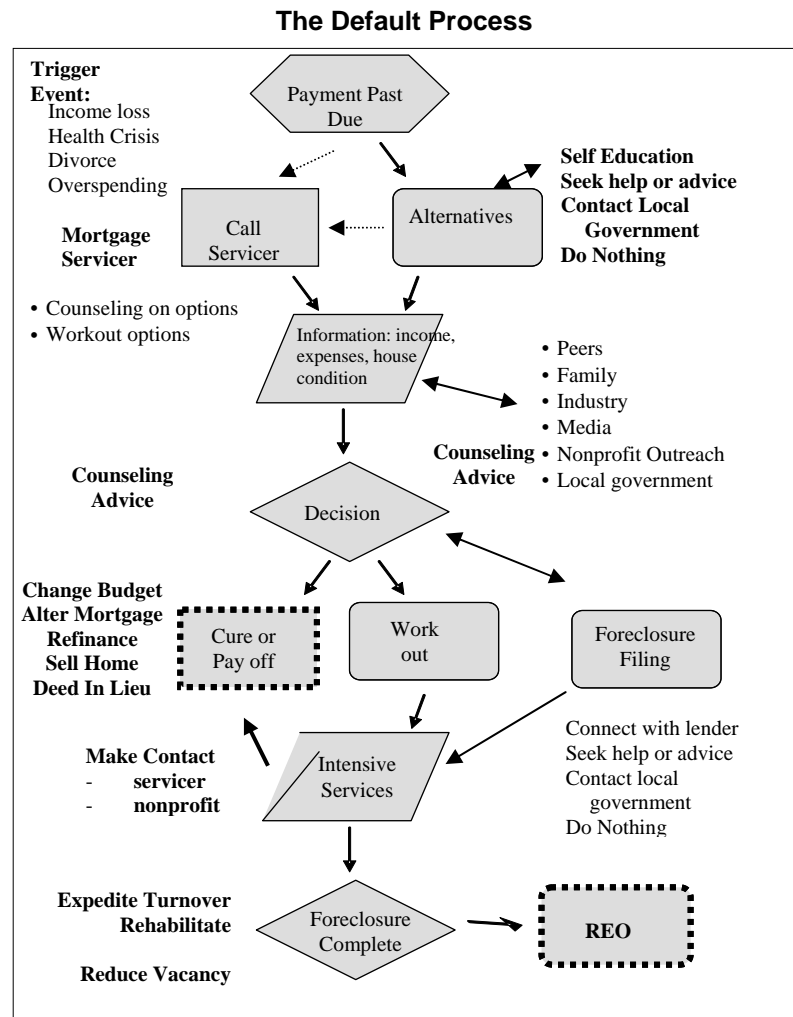 The Default Process
Trigger
Event:
Income loss
Health Crisis
Divorce
Overspending
Payment Past
Due
Self Education
Seek help or advice
Contact Local
Government
Do Nothing
Alternatives
Call
Servicer
Mortgage
Servicer
• Counseling on options
• Workout options
Information: income,
expenses, house
condition
• Peers
• Family
• Industry
• Media
• Nonprofit Outreach
• Local government
Counseling
Advice
Counseling
Advice
Decision
Change Budget
Alter Mortgage
Refinance
Sell Home
Deed In Lieu
Cure or
Pay off
Work
out
Foreclosure
Filing
Connect with lender
Seek help or advice
Contact local
government
Do Nothing
Make Contact
- servicer
- nonprofit
Intensive
Services
Expedite Turnover
Rehabilitate
Reduce Vacancy
Foreclosure
Complete
REO